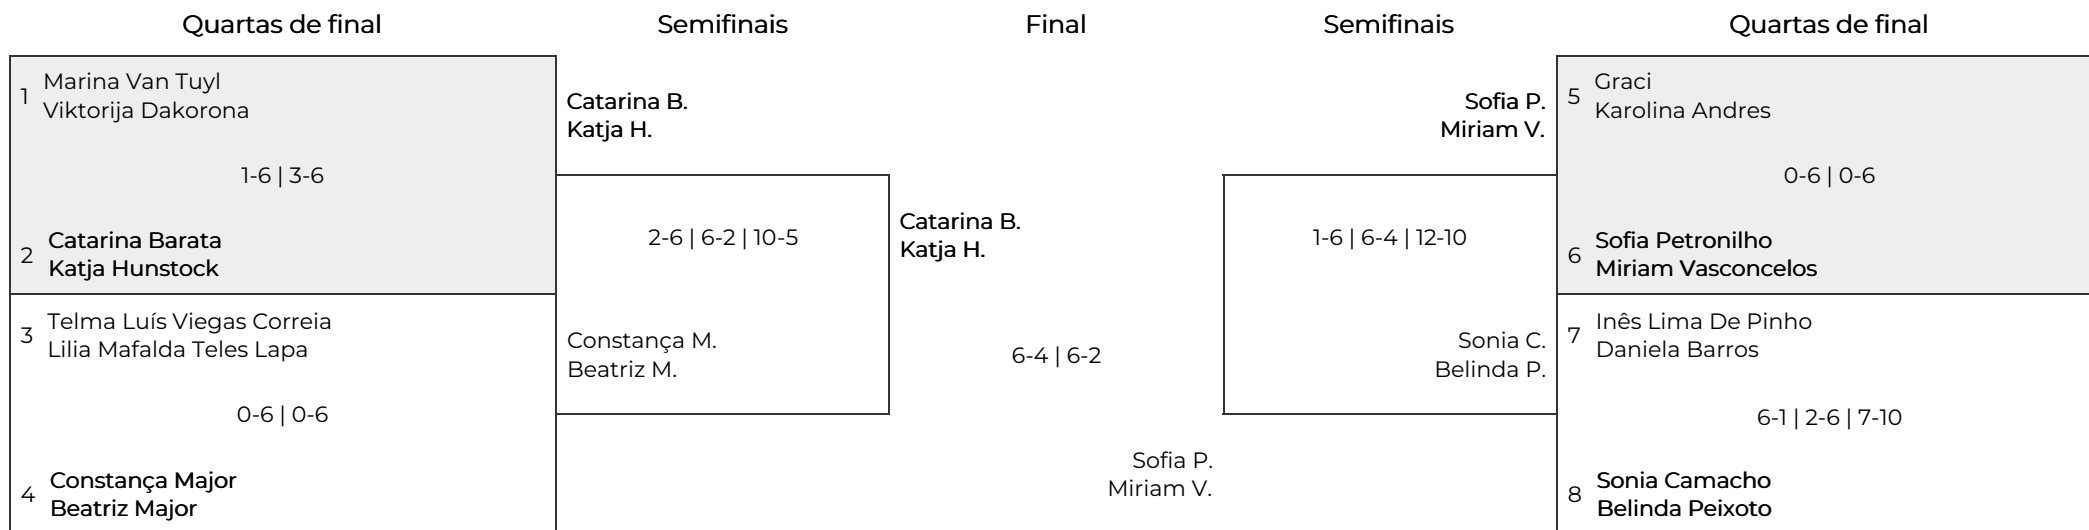 Quartas de final
Semifinais
Final
Semifinais
Quartas de final
1
Marina Van Tuyl
Viktorija Dakorona
1-6 | 3-6
2
Catarina Barata
Katja Hunstock
3
Telma Luís Viegas Correia
Lilia Mafalda Teles Lapa
0-6 | 0-6
4
Constança Major
Beatriz Major
Catarina B.
Katja H.
2-6 | 6-2 | 10-5
Constança M.
Beatriz M.
Catarina B.
Katja H.
6-4 | 6-2
Sofia P.
Miriam V.
Sofia P.
Miriam V.
1-6 | 6-4 | 12-10
Sonia C.
Belinda P.
5
Graci
Karolina Andres
0-6 | 0-6
6
Sofia Petronilho
Miriam Vasconcelos
7
Inês Lima De Pinho
Daniela Barros
6-1 | 2-6 | 7-10
8
Sonia Camacho
Belinda Peixoto